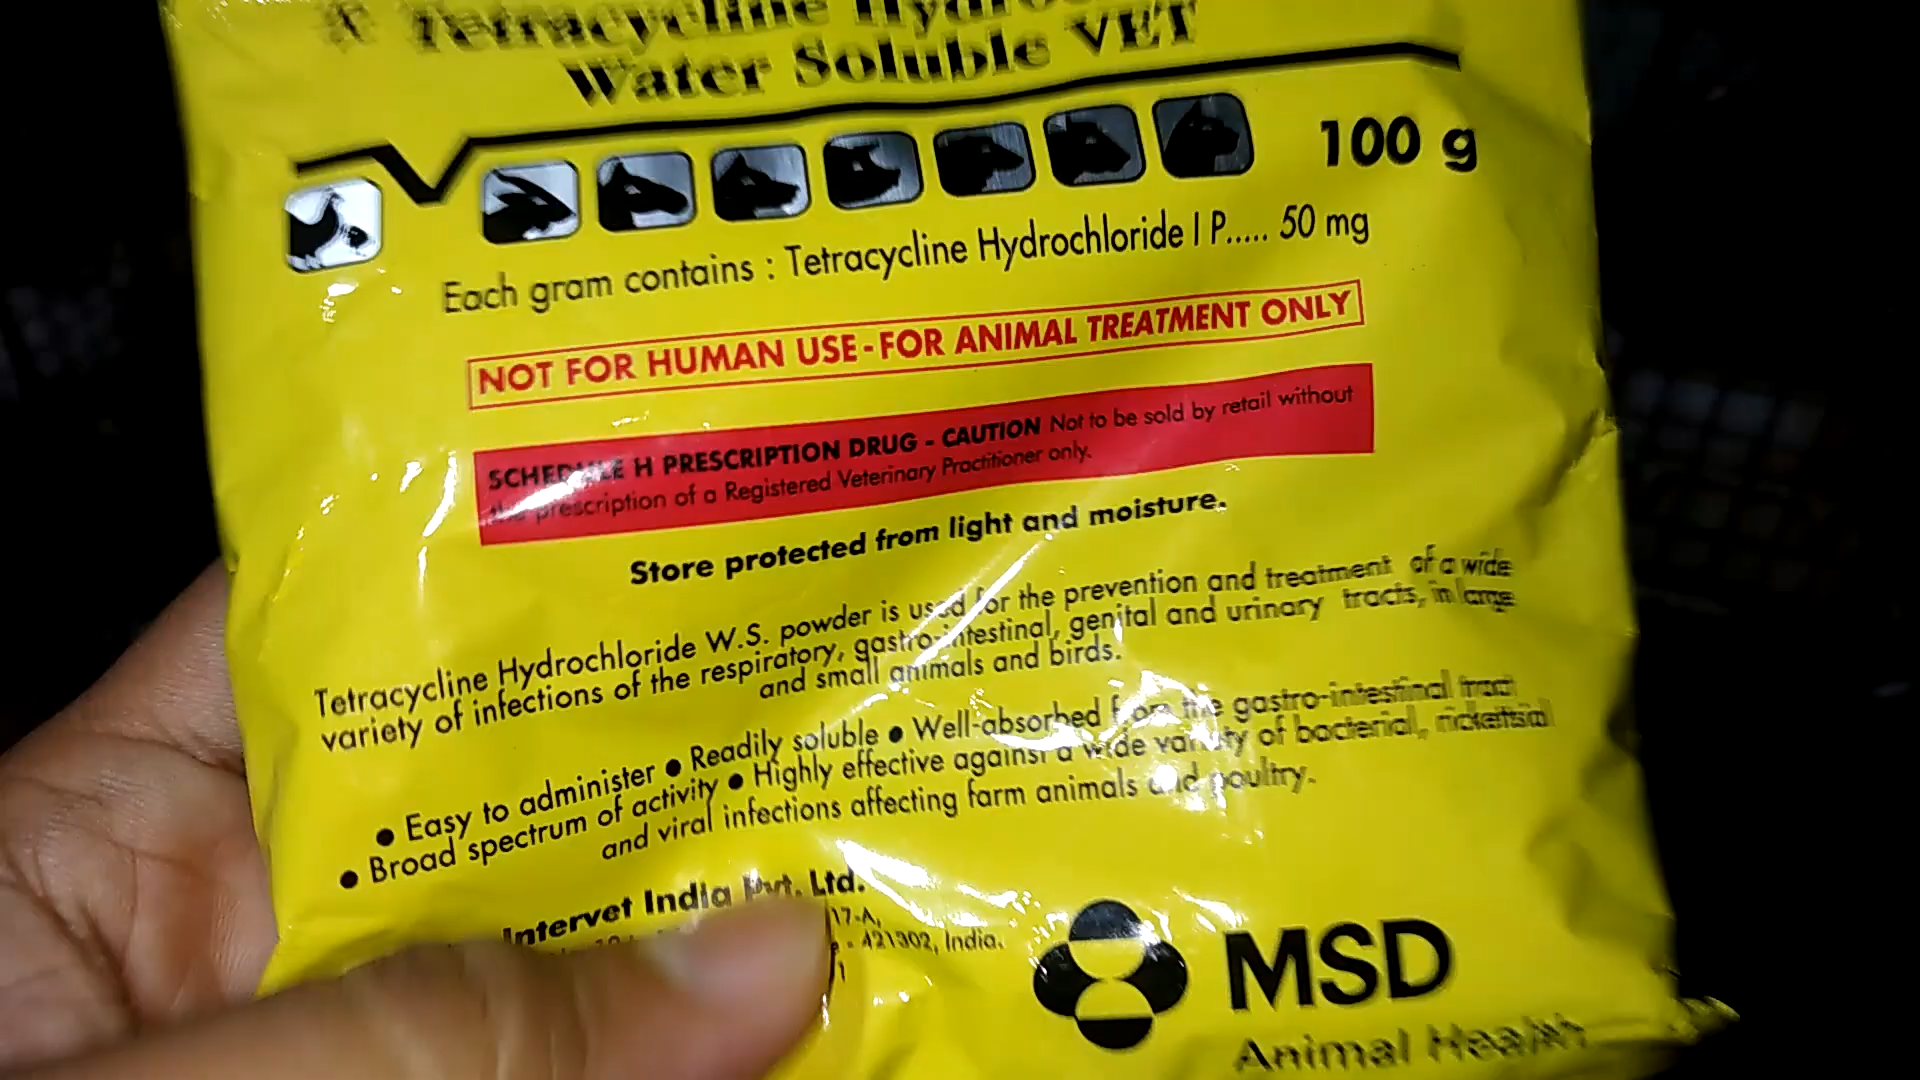 Tetracycline
Water Soluble VET
100 g
Each gram contains : Tetracycline Hydrochloride I P..... 50 mg
NOT FOR HUMAN USE - FOR ANIMAL TREATMENT ONLY
SCHEDULE H PRESCRIPTION DRUG - CAUTION Not to be sold by retail without
the prescription of a Registered Veterinary Practitioner only.
Store protected from light and moisture.
Tetracycline Hydrochloride W.S. powder is used for the prevention and treatment of a wide
variety of infections of the respiratory, gastro-intestinal, genital and urinary tracts, in large
and small animals and birds.
● Easy to administer ● Readily soluble ● Well-absorbed from the gastro-intestinal tract
● Broad spectrum of activity ● Highly effective against a wide variety of bacterial, rickettsial
and viral infections affecting farm animals and poultry.
Intervet India Pvt. Ltd.
17-A,
- 421302, India.
MSD
Animal Health